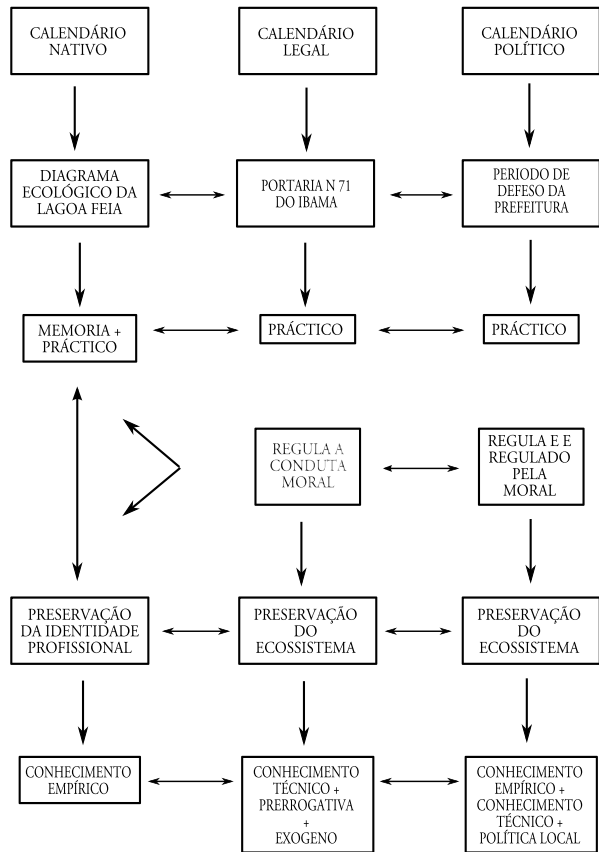 CALENDÁRIO
NATIVO
CALENDÁRIO
LEGAL
CALENDÁRIO
POLÍTICO
DIAGRAMA
ECOLÓGICO DA
LAGOA FEIA
PORTARIA N 71
DO IBAMA
PERIODO DE
DEFESO DA
PREFEITURA
MEMORIA +
PRÁCTICO
PRÁCTICO
PRÁCTICO
REGULA A
CONDUTA
MORAL
REGULA E E
REGULADO
PELA
MORAL
PRESERVAÇÃO
DA IDENTIDADE
PROFISSIONAL
PRESERVAÇÃO
DO
ECOSSISTEMA
PRESERVAÇÃO
DO
ECOSSISTEMA
CONHECIMENTO
EMPÍRICO
CONHECIMENTO
TÉCNICO +
PRERROGATIVA
+
EXOGENO
CONHECIMENTO
EMPÍRICO +
CONHECIMENTO
TÉCNICO +
POLÍTICA LOCAL